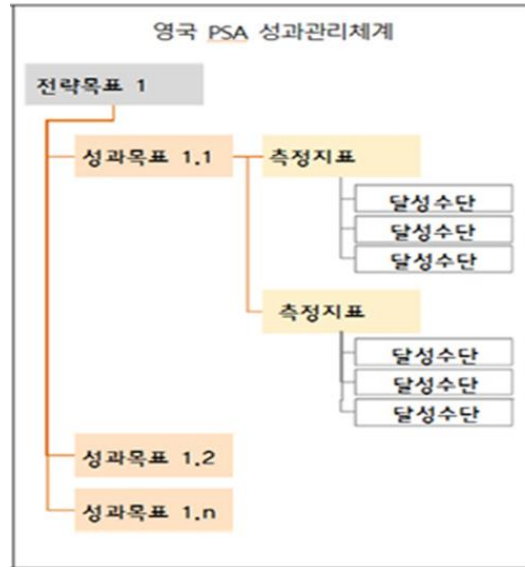 영국 PSA 성과관리체계
전략목표 1
성과목표 1.1
측정지표
달성수단
달성수단
달성수단
측정지표
달성수단
달성수단
달성수단
성과목표 1.2
성과목표 1.n